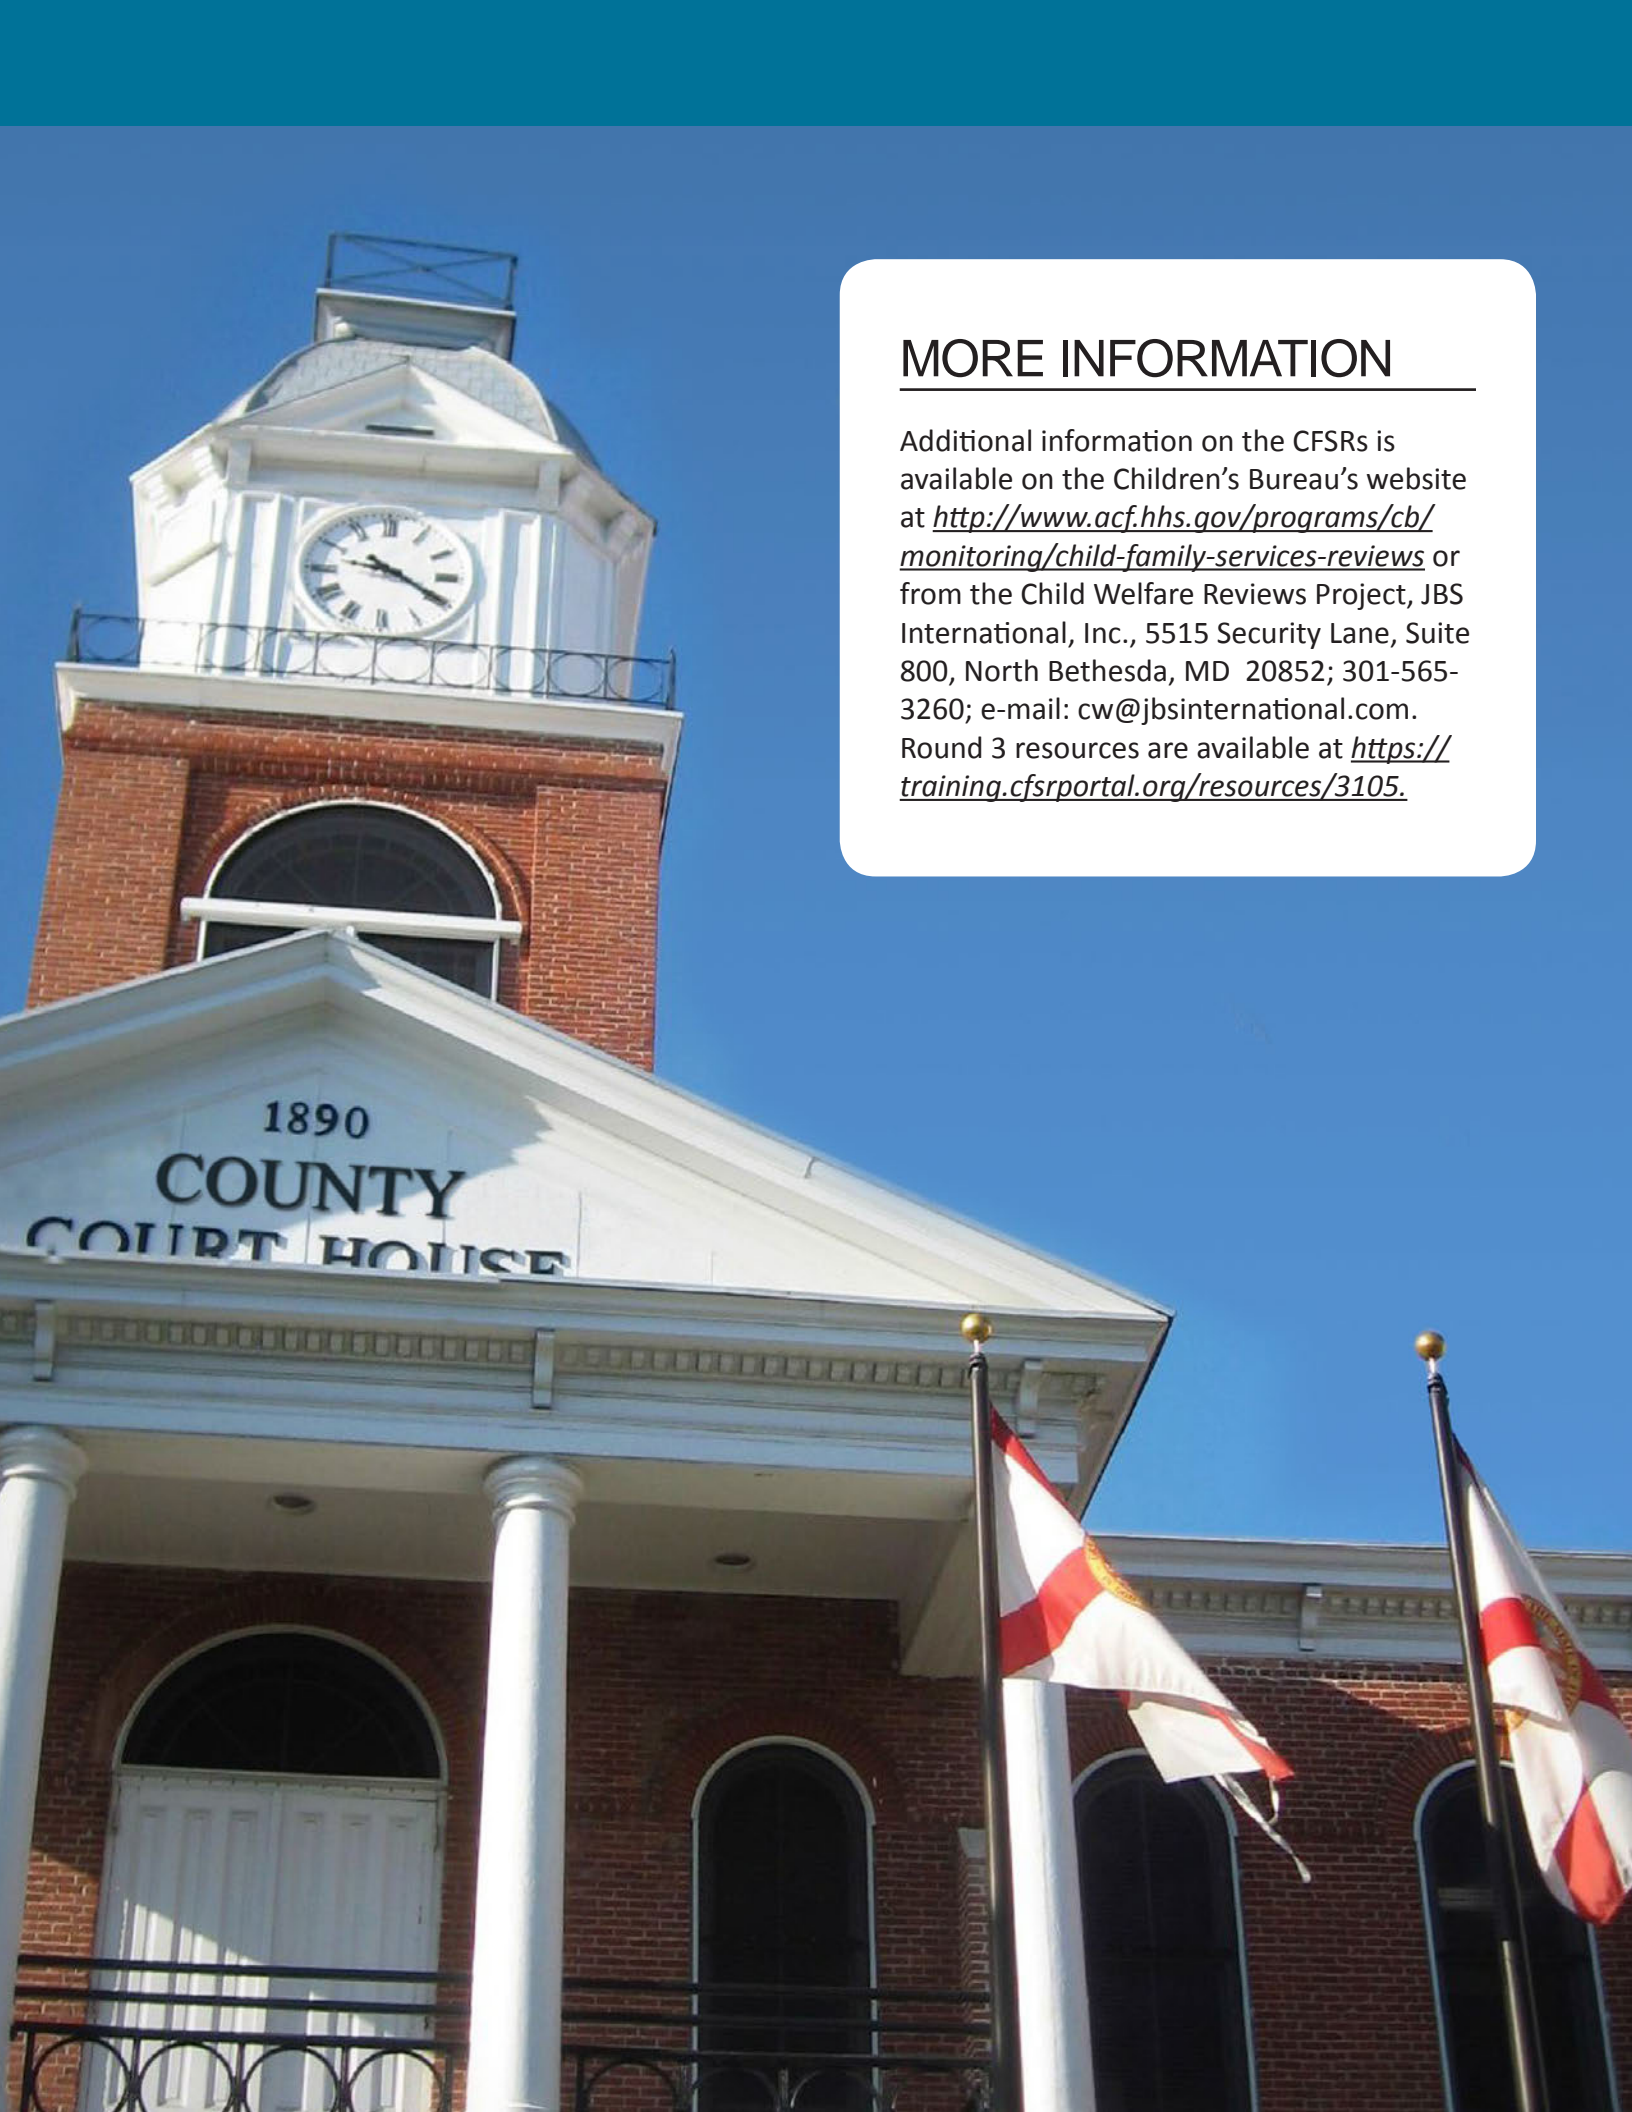 MORE INFORMATION
Additional information on the CFSRs is
available on the Children’s Bureau’s website
at http://www.acf.hhs.gov/programs/cb/
monitoring/child-family-services-reviews or
from the Child Welfare Reviews Project, JBS
International, Inc., 5515 Security Lane, Suite
800, North Bethesda, MD  20852; 301-565-
3260; e-mail: cw@jbsinternational.com.
Round 3 resources are available at https://
training.cfsrportal.org/resources/3105.
1890
COUNTY
COURT HOUSE